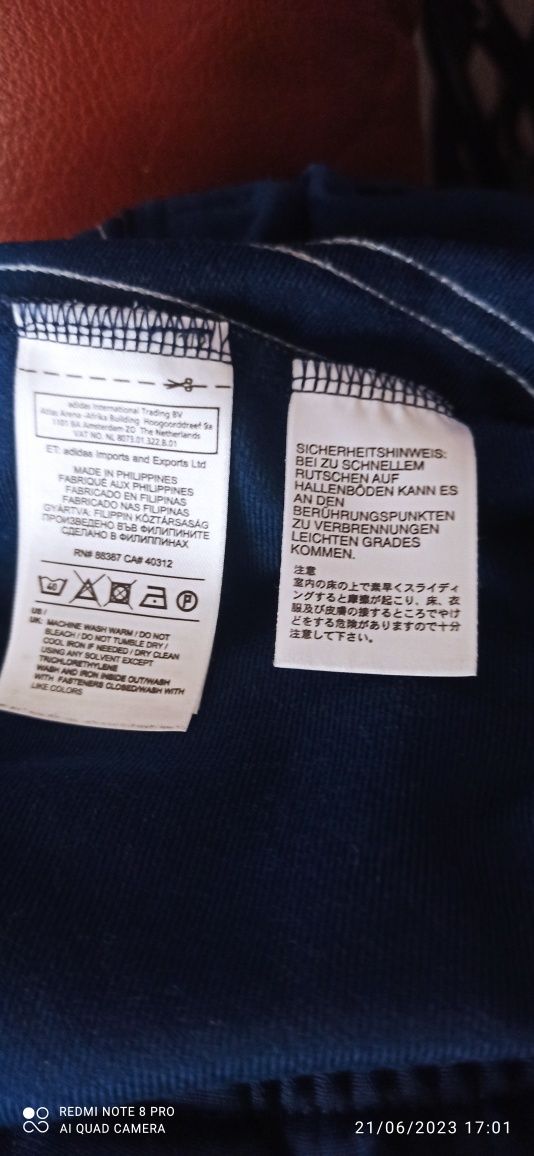 adidas International Trading BV
Atlas Arena -Afrika Building Hoogoorddreef 9a
1101 BA Amsterdam ZO The Netherlands
VAT NO. NL 8073.01.322.B.01
ET: adidas Imports and Exports Ltd
MADE IN PHILIPPINES
FABRIQUÉ AUX PHILIPPINES
FABRICADO EN FILIPINAS
FABRICADO NAS FILIPINAS
GYÁRTVA: FILIPPIN KÖZTÁRSASÁG
ПРОИЗВЕДЕНО ВЪВ ФИЛИПИНИТЕ
СДЕЛАНО В ФИЛИППИНАХ
RN# 88387 CA# 40312
40
P
US /
UK: MACHINE WASH WARM / DO NOT
BLEACH / DO NOT TUMBLE DRY /
COOL IRON IF NEEDED / DRY CLEAN
USING ANY SOLVENT EXCEPT
TRICHLORETHYLENE
WASH AND IRON INSIDE OUT/WASH
WITH FASTENERS CLOSED/WASH WITH
LIKE COLORS
SICHERHEITSHINWEIS:
BEI ZU SCHNELLEM
RUTSCHEN AUF
HALLENBÖDEN KANN ES
AN DEN
BERÜHRUNGSPUNKTEN
ZU VERBRENNUNGEN
LEICHTEN GRADES
KOMMEN.
注意
室内の床の上で素早くスライディ
ングすると摩擦が起こり、床、衣
服及び皮膚の接するところでやけ
どをする危険がありますので十分
注意して下さい。
REDMI NOTE 8 PRO
AI QUAD CAMERA
21/06/2023 17:01